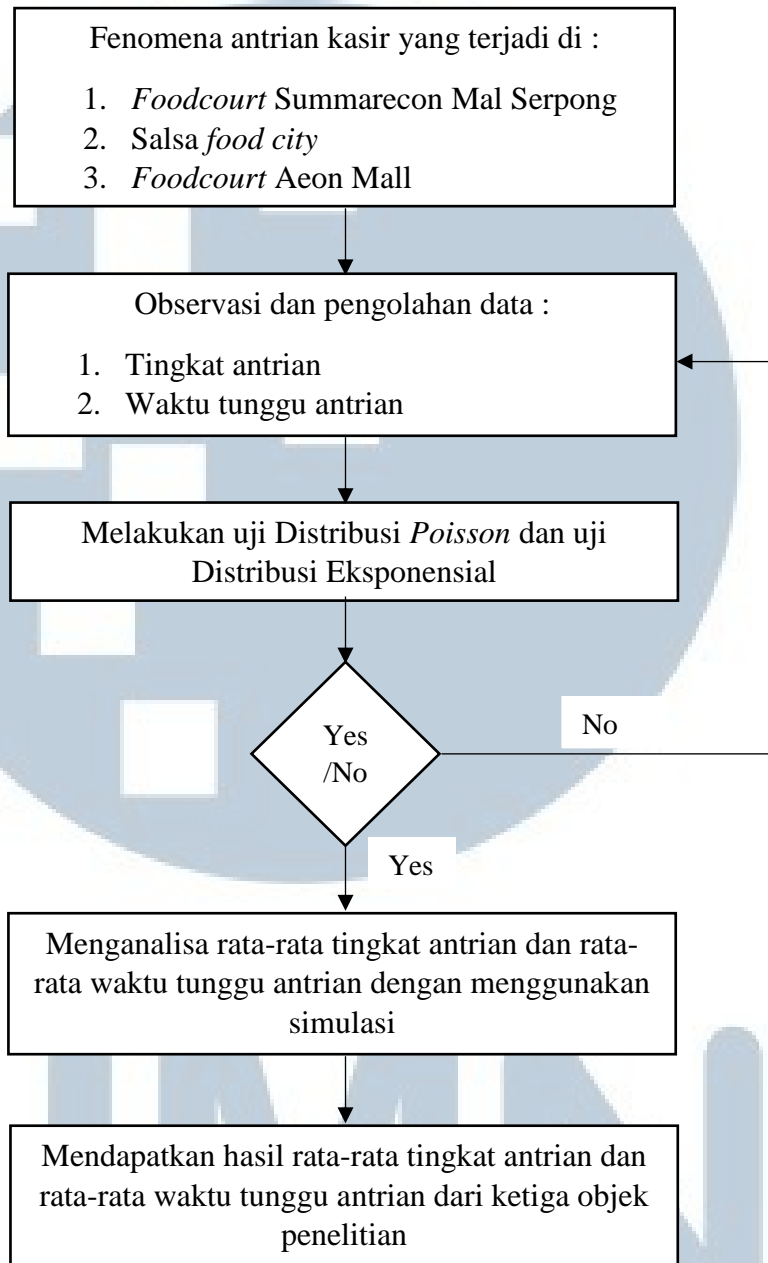 Fenomena antrian kasir yang terjadi di :
1. Foodcourt Summarecon Mal Serpong
2. Salsa food city
3. Foodcourt Aeon Mall
Observasi dan pengolahan data :
1. Tingkat antrian
2. Waktu tunggu antrian
Melakukan uji Distribusi Poisson dan uji
Distribusi Eksponensial
Yes
/No
No
Yes
Menganalisa rata-rata tingkat antrian dan rata-
rata waktu tunggu antrian dengan menggunakan
simulasi
Mendapatkan hasil rata-rata tingkat antrian dan
rata-rata waktu tunggu antrian dari ketiga objek
penelitian